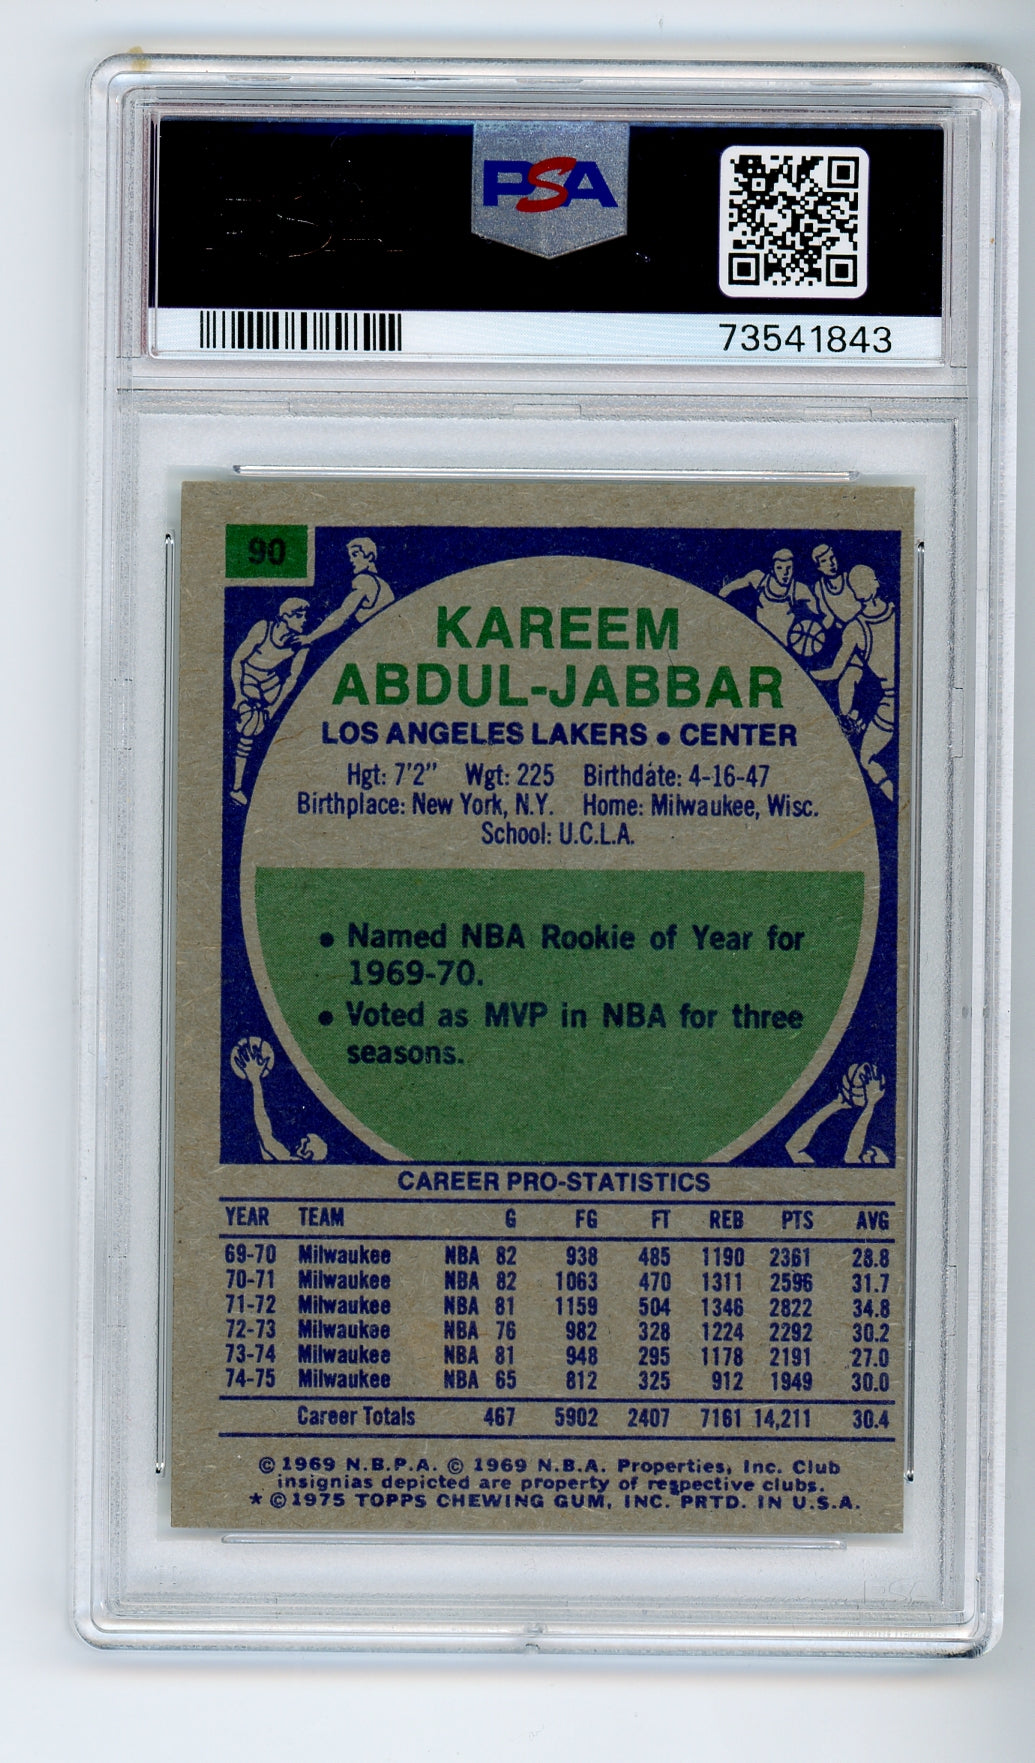 PSA
73541843
90
KAREEM
ABDUL-JABBAR
LOS ANGELES LAKERS • CENTER
Hgt: 7'2" Wgt: 225 Birthdate: 4-16-47
Birthplace: New York, N.Y. Home: Milwaukee, Wisc.
School: U.C.L.A.
• Named NBA Rookie of Year for
1969-70.
• Voted as MVP in NBA for three
seasons.
CAREER PRO-STATISTICS
YEAR TEAM G FG FT REB PTS AVG
69-70 Milwaukee NBA 82 938 485 1190 2361 28.8
70-71 Milwaukee NBA 82 1063 470 1311 2596 31.7
71-72 Milwaukee NBA 81 1159 504 1346 2822 34.8
72-73 Milwaukee NBA 76 982 328 1224 2292 30.2
73-74 Milwaukee NBA 81 948 295 1178 2191 27.0
74-75 Milwaukee NBA 65 812 325 912 1949 30.0
Career Totals 467 5902 2407 7161 14,211 30.4
© 1969 N.B.P.A. © 1969 N.B.A. Properties, Inc. Club
insignias depicted are property of respective clubs.
* © 1975 TOPPS CHEWING GUM, INC. PRTD. IN U.S.A.
PSA